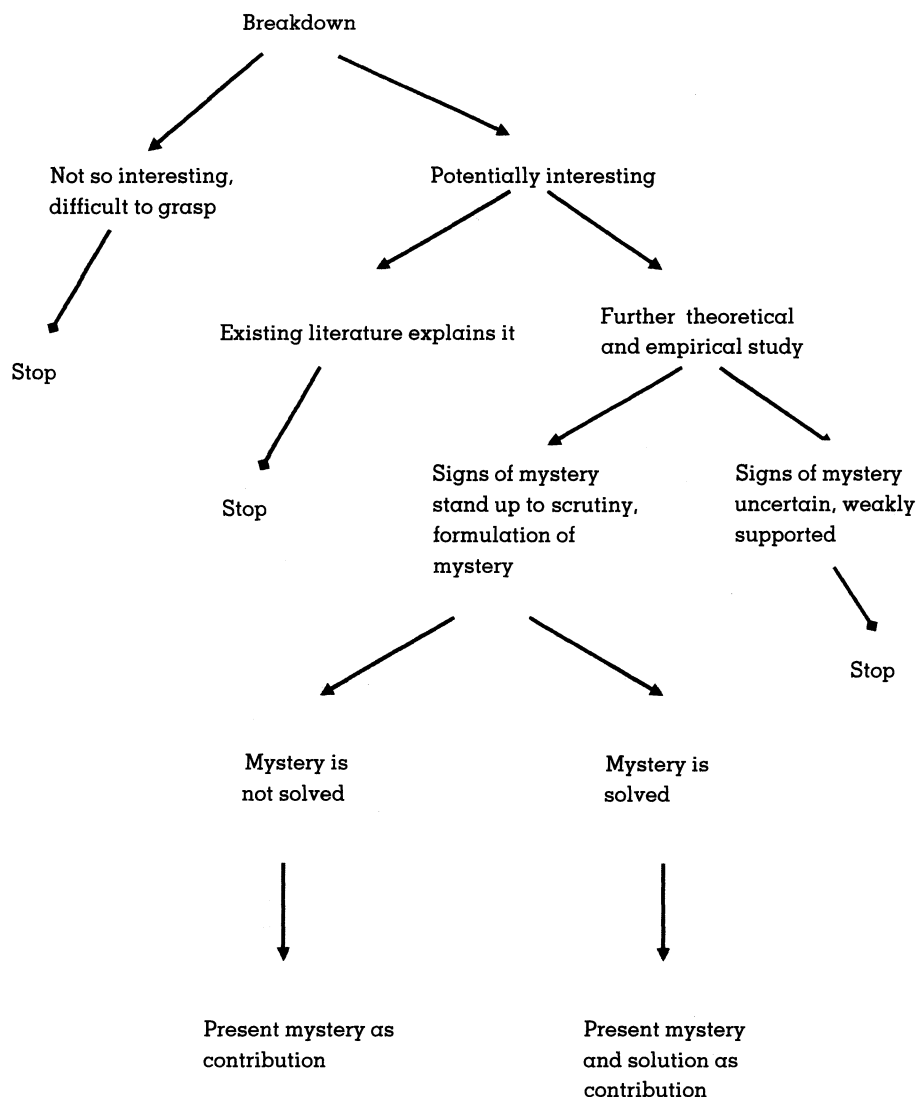 Breakdown
Not so interesting,
difficult to grasp
Potentially interesting
Stop
Existing literature explains it
Further theoretical
and empirical study
Stop
Signs of mystery
stand up to scrutiny,
formulation of
mystery
Signs of mystery
uncertain, weakly
supported
Stop
Mystery is
not solved
Mystery is
solved
Present mystery as
contribution
Present mystery
and solution as
contribution